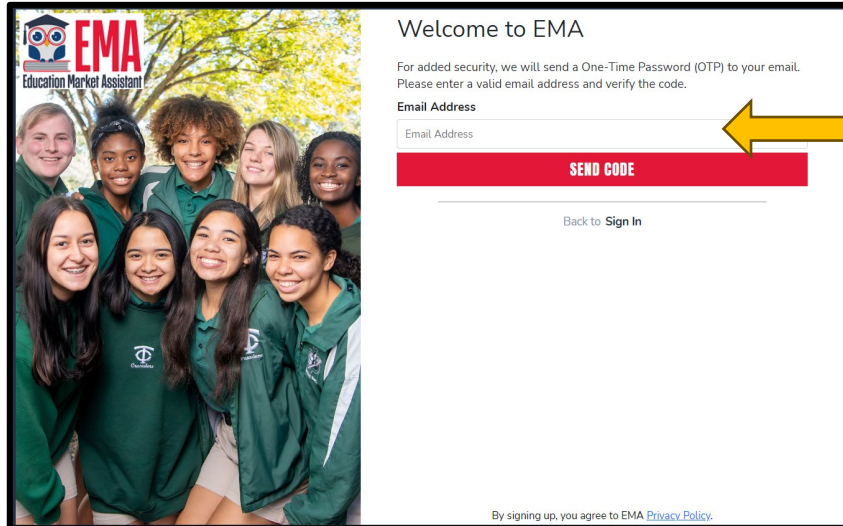 EMA
Education Market Assistant
Welcome to EMA
For added security, we will send a One-Time Password (OTP) to your email.
Please enter a valid email address and verify the code.
Email Address
Email Address
SEND CODE
Back to Sign In
TC
Crusaders
By signing up, you agree to EMA Privacy Policy.